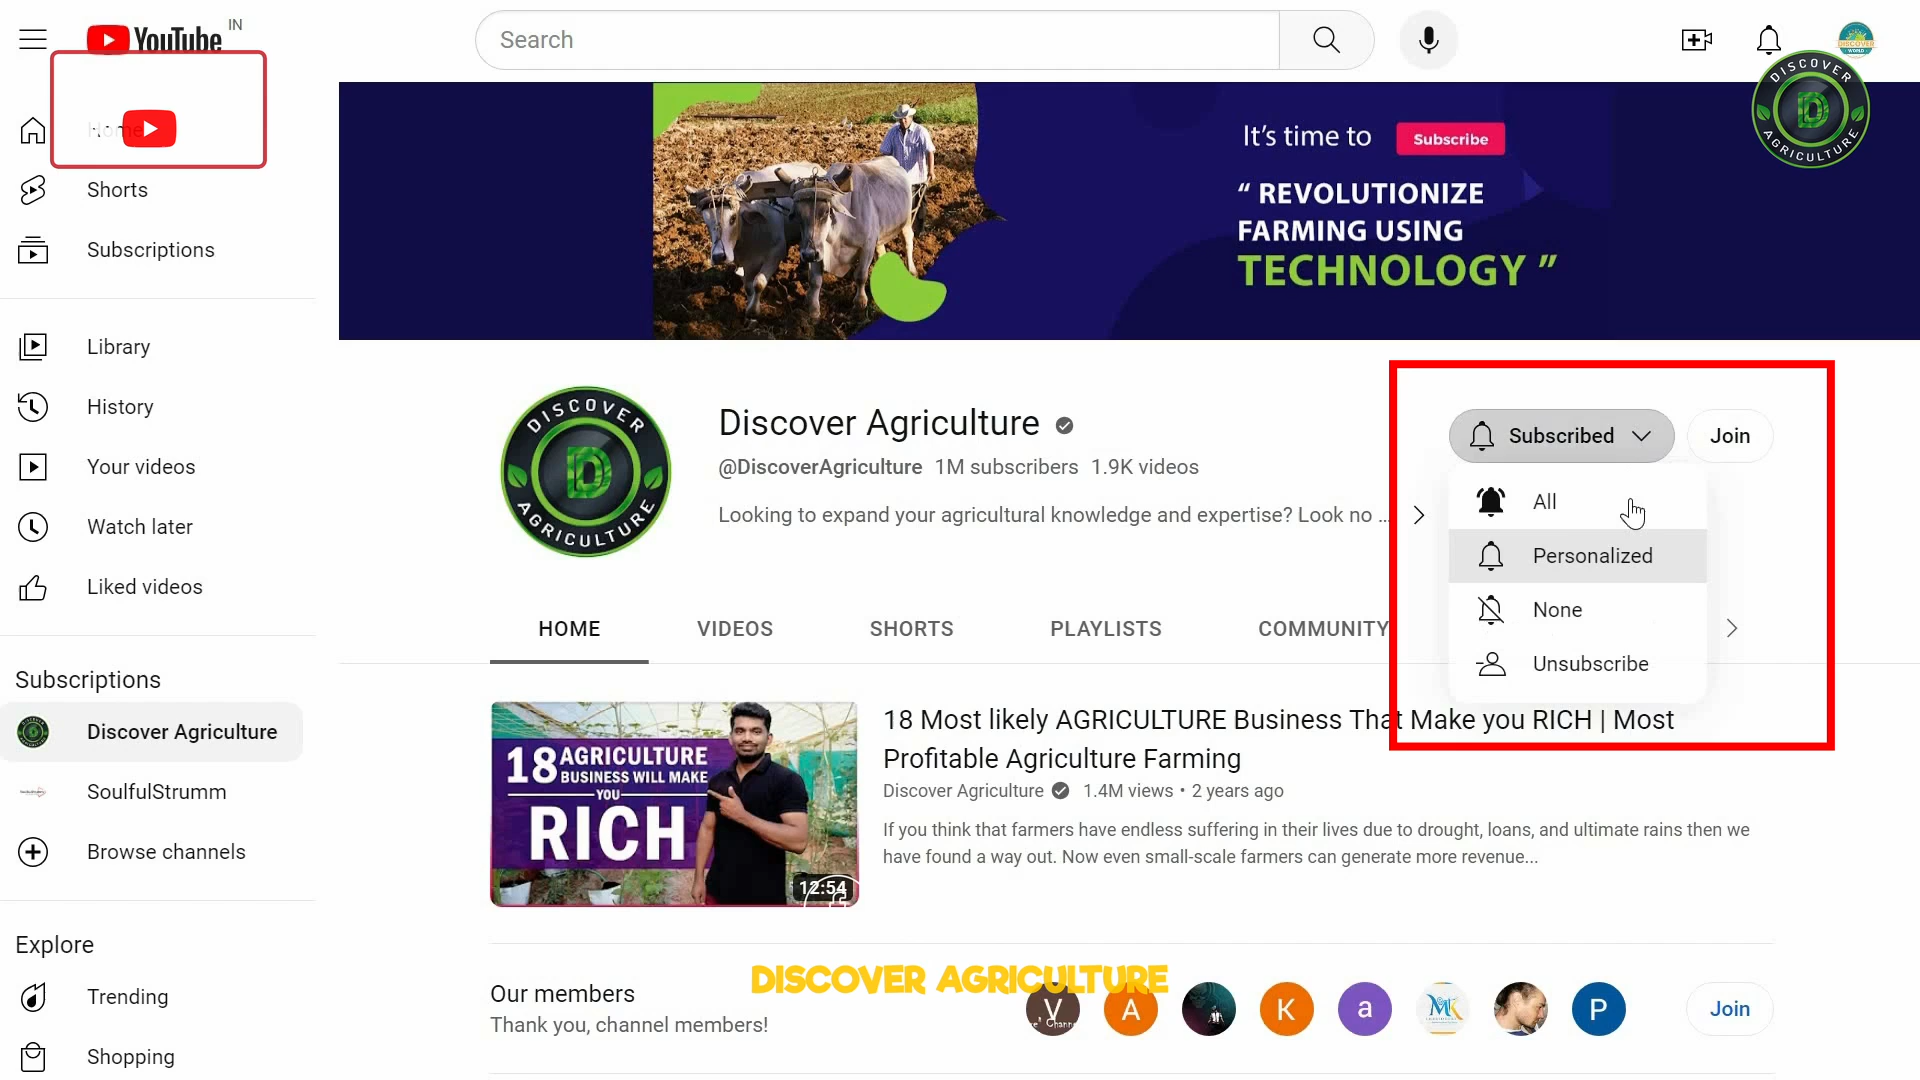 YouTube IN
Search
DISCOVER
WORLD
DISCOVER
D
AGRICULTURE
Home
Shorts
Subscriptions
Library
History
Your videos
Watch later
Liked videos
Subscriptions
Discover Agriculture
SoulfulStrumm
Browse channels
Explore
Trending
Shopping
It's time to Subscribe
“ REVOLUTIONIZE
FARMING USING
TECHNOLOGY ”
DISCOVER
D
AGRICULTURE
Discover Agriculture
@DiscoverAgriculture 1M subscribers 1.9K videos
Looking to expand your agricultural knowledge and expertise? Look no ...
Subscribed Join
All
Personalized
None
Unsubscribe
HOME VIDEOS SHORTS PLAYLISTS COMMUNITY
18 AGRICULTURE
BUSINESS WILL MAKE
YOU
RICH
12:54
18 Most likely AGRICULTURE Business That Make you RICH | Most
Profitable Agriculture Farming
Discover Agriculture 1.4M views • 2 years ago
If you think that farmers have endless suffering in their lives due to drought, loans, and ultimate rains then we
have found a way out. Now even small-scale farmers can generate more revenue...
DISCOVER AGRICULTURE
Our members
Thank you, channel members!
V A K a MK P
Join